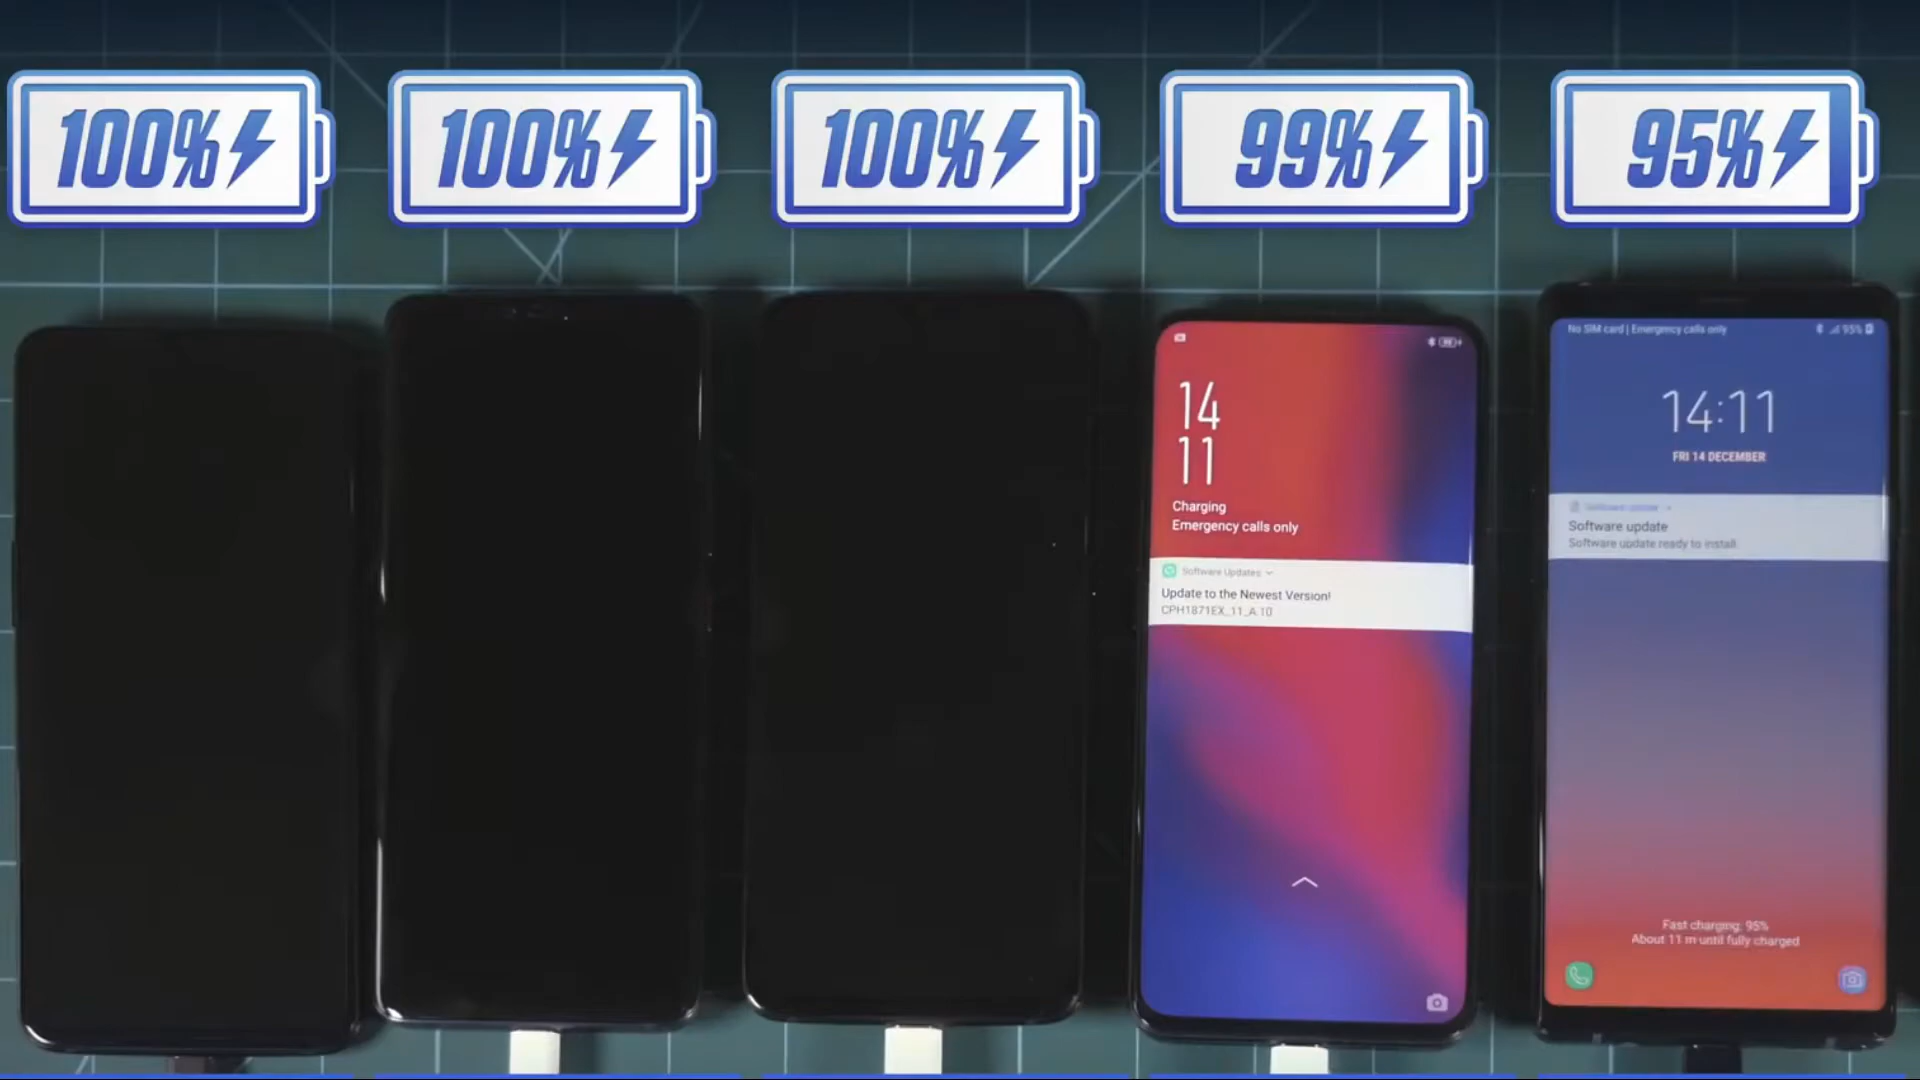 100%
100%
100%
99%
95%
14
11
Charging
Emergency calls only
Software Updates
Update to the Newest Version!
CPH1871EX_11_A.10
No SIM card | Emergency calls only
95%
14:11
FRI 14 DECEMBER
Software update
Software update
Software update ready to install
Fast charging: 95%
About 11 m until fully charged